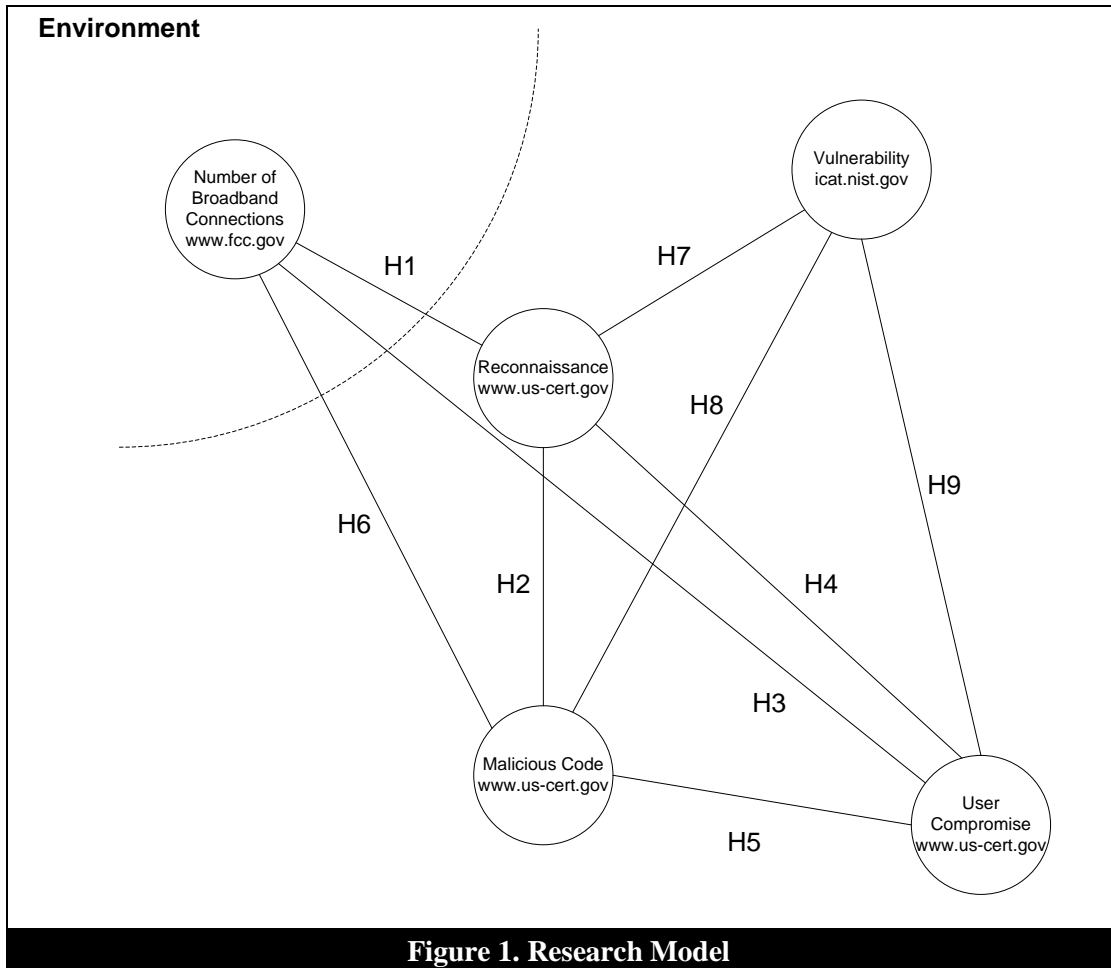 Environment
Number of
Broadband
Connections
www.fcc.gov
Vulnerability
icat.nist.gov
H1
H7
Reconnaissance
www.us-cert.gov
H8
H9
H6
H2
H4
H3
Malicious Code
www.us-cert.gov
User
Compromise
www.us-cert.gov
H5
Figure 1. Research Model